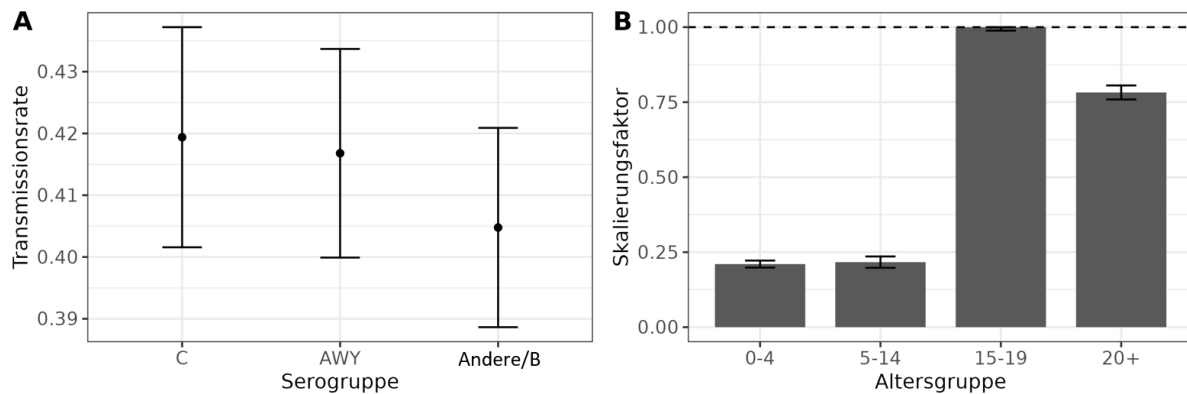 A
Transmissionsrate
0.43
0.42
0.41
0.40
0.39
C AWY Andere/B
Serogruppe
B
Skalierungsfaktor
1.00
0.75
0.50
0.25
0.00
0-4 5-14 15-19 20+
Altersgruppe